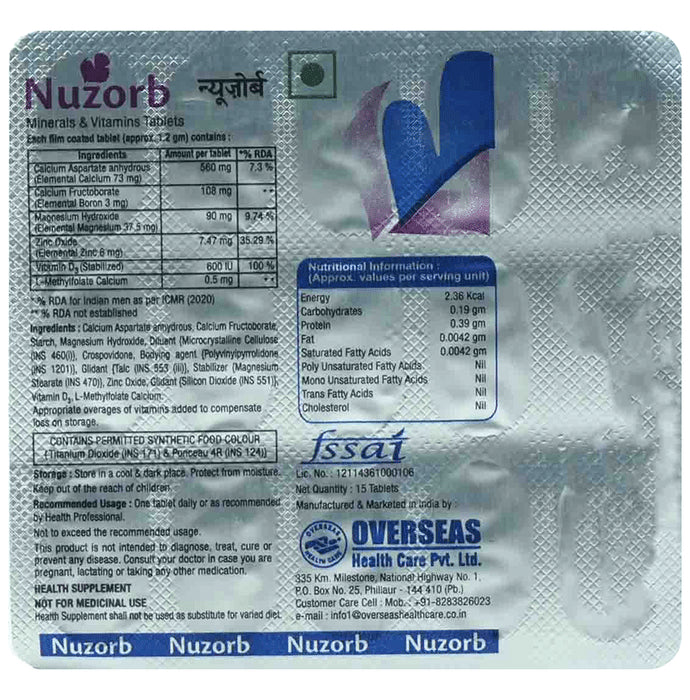 Nuzorb न्यूज़ोर्ब
Minerals & Vitamins Tablets
Each film coated tablet (approx. 1.2 gm) contains :
Ingredients Amount per tablet *% RDA
Calcium Aspartate anhydrous 560 mg 7.3 %
(Elemental Calcium 73 mg)
Calcium Fructoborate 108 mg **
(Elemental Boron 3 mg)
Magnesium Hydroxide 90 mg 9.74 %
(Elemental Magnesium 37.5 mg)
Zinc Oxide 7.47 mg 35.29 %
(Elemental Zinc 6 mg)
Vitamin D3 (Stabilized) 600 IU 100 %
L-Methylfolate Calcium 0.5 mg **
*% RDA for Indian men as per ICMR (2020)
** % RDA not established
Ingredients : Calcium Aspartate anhydrous, Calcium Fructoborate,
Starch, Magnesium Hydroxide, Diluent (Microcrystalline Cellulose
(INS 460(i)), Crospovidone, Bodying agent (Polyvinylpyrrolidone
(INS 1201)), Glidant (Talc (INS 553 (iii)), Stabilizer (Magnesium
Stearate (INS 470)), Zinc Oxide, Glidant (Silicon Dioxide (INS 551)),
Vitamin D3, L-Methylfolate Calcium.
Appropriate overages of vitamins added to compensate
loss on storage.
CONTAINS PERMITTED SYNTHETIC FOOD COLOUR
(Titanium Dioxide (INS 171) & Ponceau 4R (INS 124))
Storage : Store in a cool & dark place. Protect from moisture.
Keep out of the reach of children.
Recommended Usage : One tablet daily or as recommended
by Health Professional.
Not to exceed the recommended usage.
This product is not intended to diagnose, treat, cure or
prevent any disease. Consult your doctor in case you are
pregnant, lactating or taking any other medication.
HEALTH SUPPLEMENT
NOT FOR MEDICINAL USE
Health Supplement shall not be used as substitute for varied diet.
Nutritional Information :
(Approx. values per serving unit)
Energy 2.36 Kcal
Carbohydrates 0.19 gm
Protein 0.39 gm
Fat 0.0042 gm
Saturated Fatty Acids 0.0042 gm
Poly Unsaturated Fatty Abids Nil
Mono Unsaturated Fatty Acids Nil
Trans Fatty Acids Nil
Cholesterol Nil
fssai
Lic. No. : 12114361000106
Net Quantity : 15 Tablets
Manufactured & Marketed in India by :
OVERSEAS
HEALTH CARE
OVERSEAS
Health Care Pvt. Ltd.
335 Km. Milestone, National Highway No. 1,
P.O. Box No. 25, Phillaur - 144 410 (Pb.)
Customer Care Cell : Mob. : +91-8283826023
e-mail : info1@overseashealthcare.co.in
Nuzorb Nuzorb Nuzorb Nuzorb